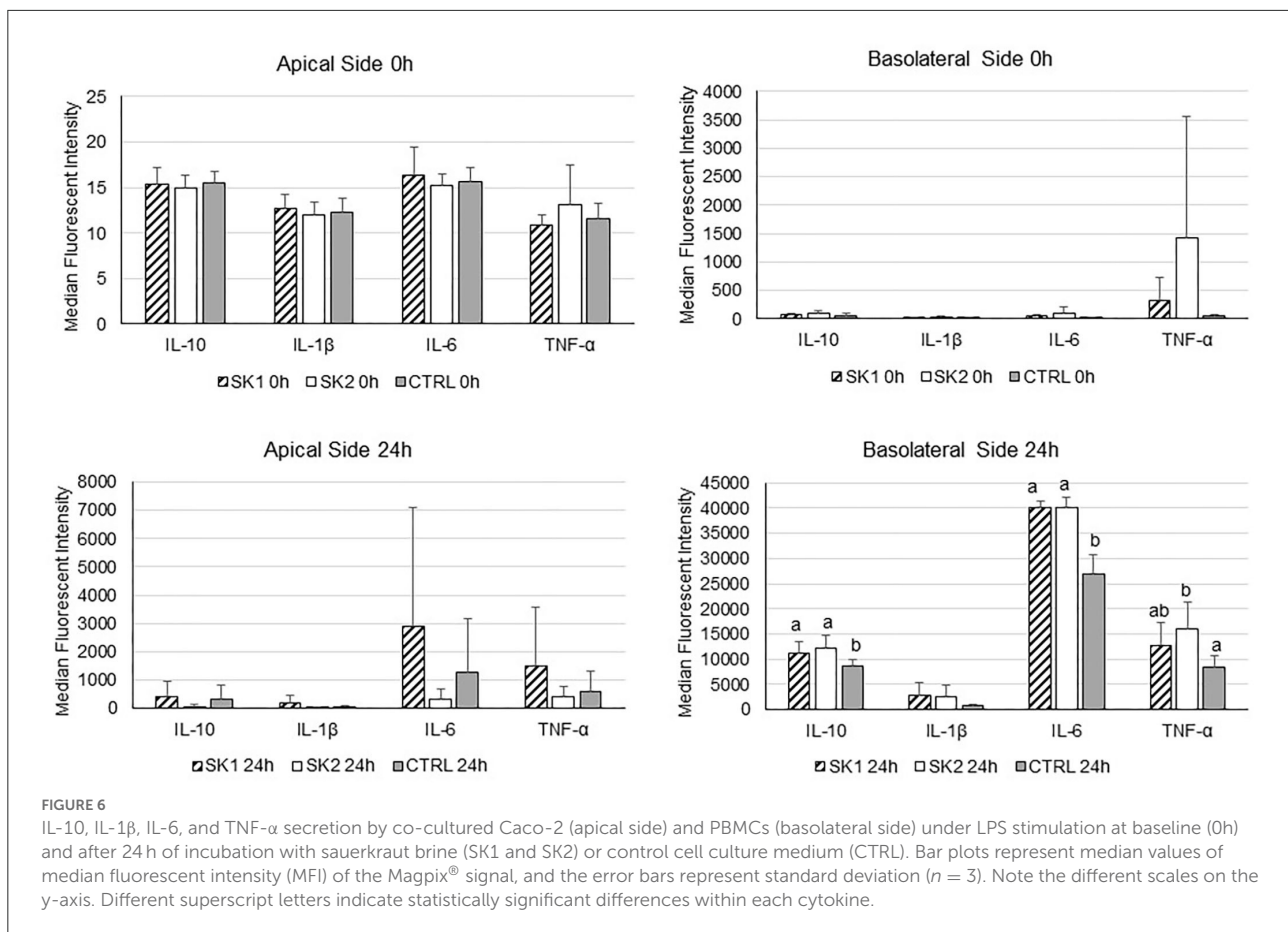 Apical Side 0h
Median Fluorescent Intensity
25
20
15
10
5
0
IL-10 IL-1β IL-6 TNF-α
SK1 0h SK2 0h CTRL 0h
Basolateral Side 0h
Median Fluorescent Intensity
4000
3500
3000
2500
2000
1500
1000
500
0
IL-10 IL-1β IL-6 TNF-α
SK1 0h SK2 0h CTRL 0h
Apical Side 24h
Median Fluorescent Intensity
8000
7000
6000
5000
4000
3000
2000
1000
0
IL-10 IL-1β IL-6 TNF-α
SK1 24h SK2 24h CTRL 24h
Basolateral Side 24h
Median Fluorescent Intensity
45000
40000
35000
30000
25000
20000
15000
10000
5000
0
a a b
a a b
ab b a
IL-10 IL-1β IL-6 TNF-α
SK1 24h SK2 24h CTRL 24h
FIGURE 6
IL-10, IL-1β, IL-6, and TNF-α secretion by co-cultured Caco-2 (apical side) and PBMCs (basolateral side) under LPS stimulation at baseline (0h)
and after 24 h of incubation with sauerkraut brine (SK1 and SK2) or control cell culture medium (CTRL). Bar plots represent median values of
median fluorescent intensity (MFI) of the Magpix® signal, and the error bars represent standard deviation (n = 3). Note the different scales on the
y-axis. Different superscript letters indicate statistically significant differences within each cytokine.